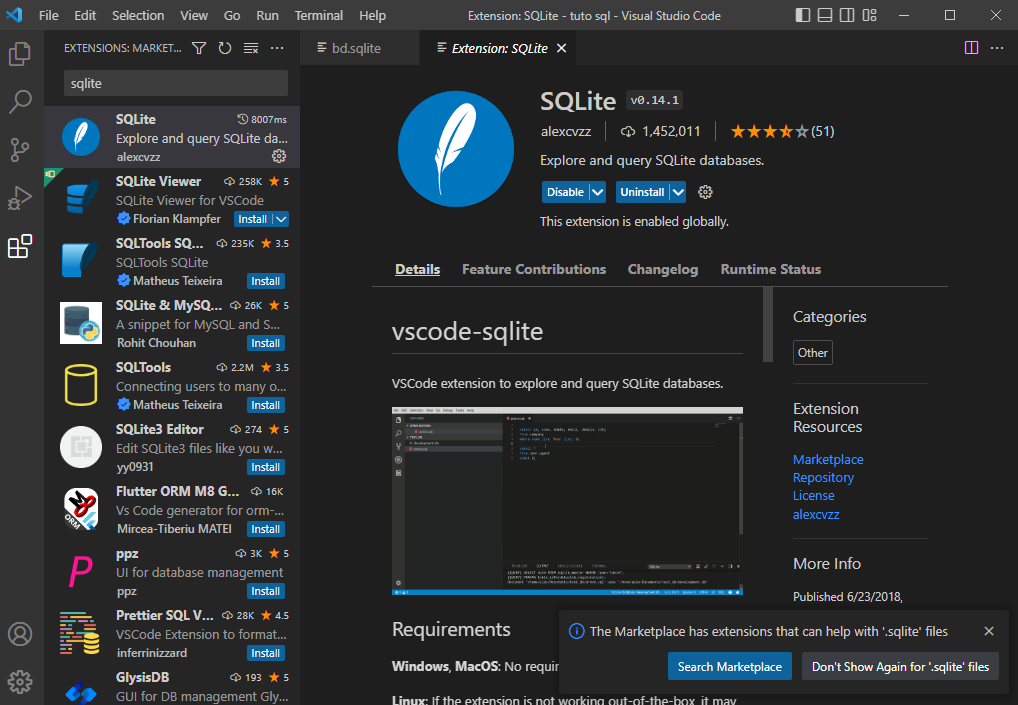 File Edit Selection View Go Run Terminal Help
Extension: SQLite - tuto sql - Visual Studio Code
EXTENSIONS: MARKET...
sqlite
SQLite 8007ms
Explore and query SQLite da...
alexcvzz
SQLite Viewer 258K 5
SQLite Viewer for VSCode
Florian Klampfer Install
SQLTools SQ... 235K 3.5
SQLTools SQLite
Matheus Teixeira Install
SQLite & MySQ... 26K 5
A snippet for MySQL and S...
Rohit Chouhan Install
SQLTools 2.2M 3.5
Connecting users to many o...
Matheus Teixeira Install
SQLite3 Editor 274 5
Edit SQLite3 files like you w...
yy0931 Install
ORM
Flutter ORM M8 G... 16K
Vs Code generator for orm-...
Mircea-Tiberiu MATEI Install
P
ppz 3K 5
UI for database management
ppz Install
Prettier SQL V... 28K 4.5
VSCode Extension to format...
inferrinizzard Install
GlysisDB 193 5
GUI for DB management Gly...
bd.sqlite
Extension: SQLite
SQLite v0.14.1
alexcvzz 1,452,011 (51)
Explore and query SQLite databases.
Disable Uninstall
This extension is enabled globally.
Details Feature Contributions Changelog Runtime Status
vscode-sqlite
VSCode extension to explore and query SQLite databases.
Requirements
Windows, MacOS: No requir
Linux: If the extension is not working out-of-the-box, it may
Categories
Other
Extension
Resources
Marketplace
Repository
License
alexcvzz
More Info
Published 6/23/2018,
The Marketplace has extensions that can help with '.sqlite' files
Search Marketplace Don't Show Again for '.sqlite' files